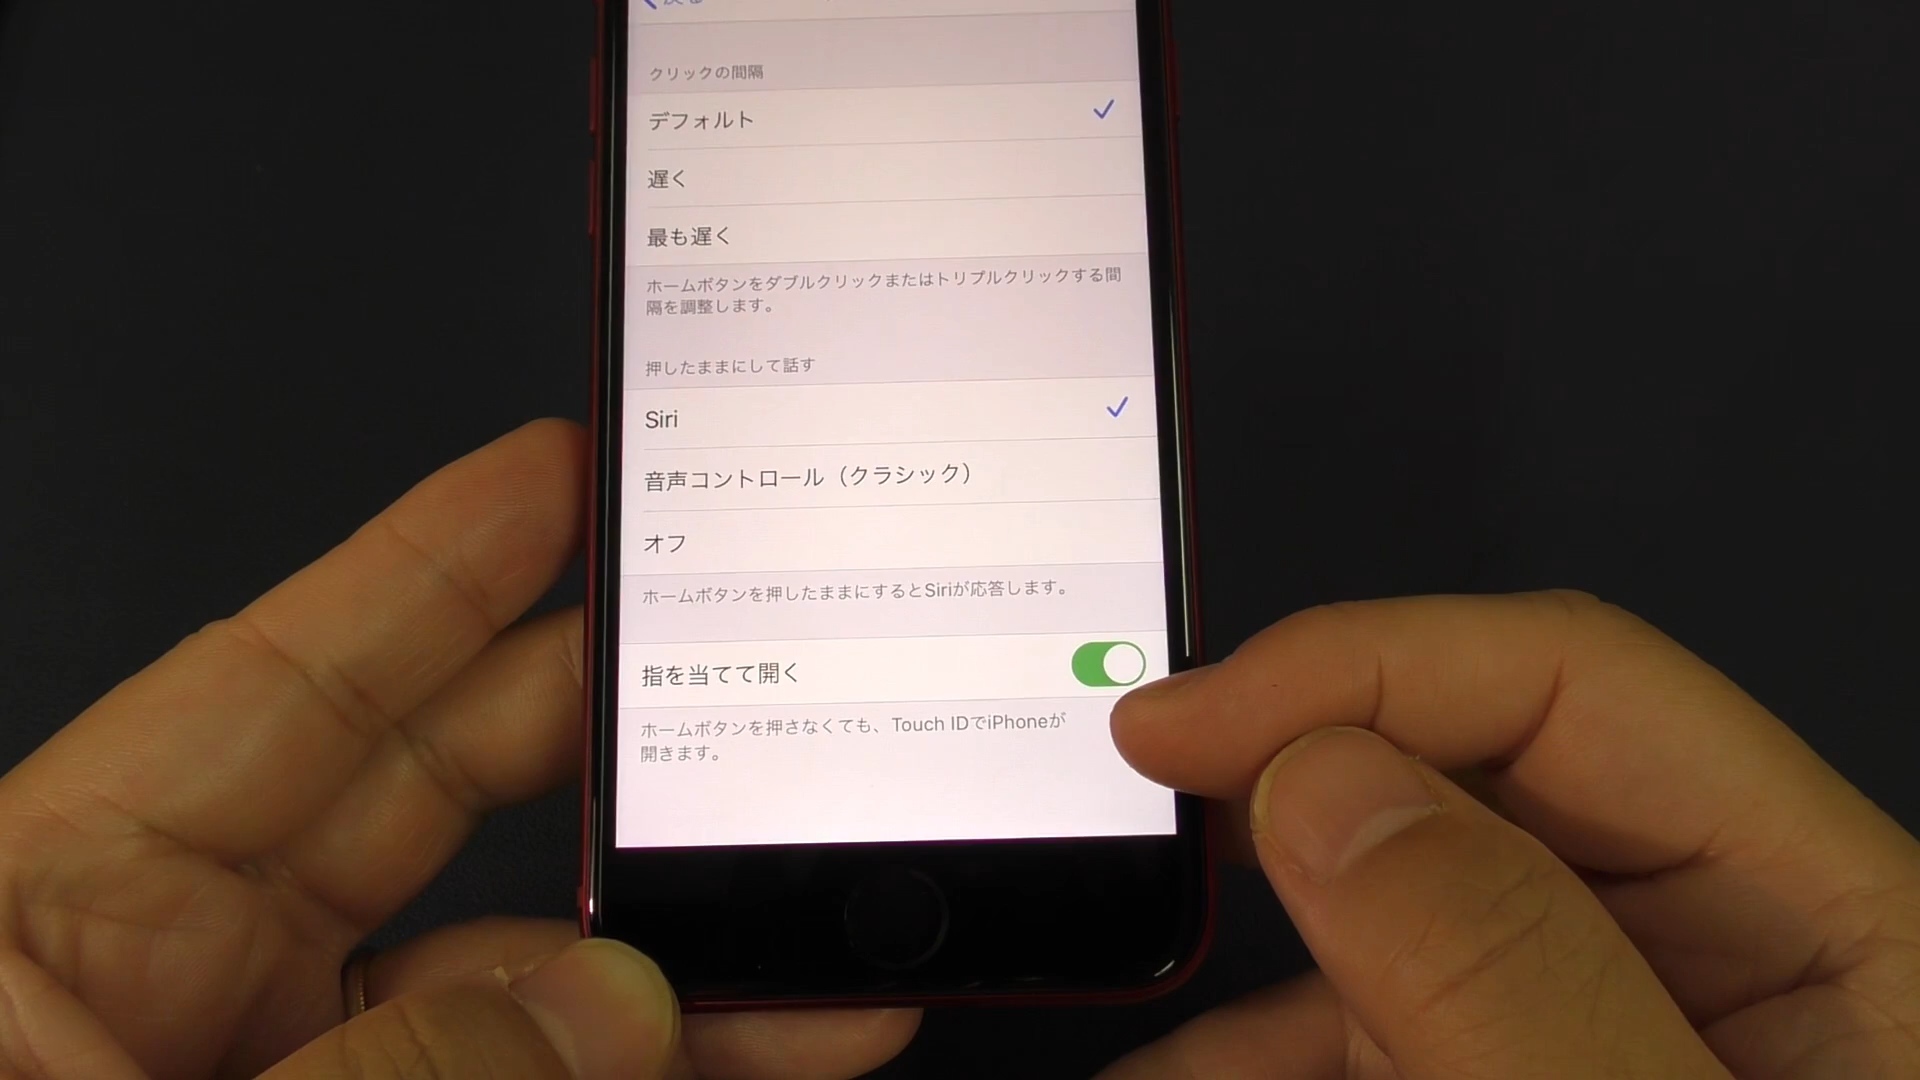 戻る
クリックの間隔
デフォルト
遅く
最も遅く
ホームボタンをダブルクリックまたはトリプルクリックする間
隔を調整します。
押したままにして話す
Siri
音声コントロール（クラシック）
オフ
ホームボタンを押したままにするとSiriが応答します。
指を当てて開く
ホームボタンを押さなくても、Touch IDでiPhoneが
開きます。